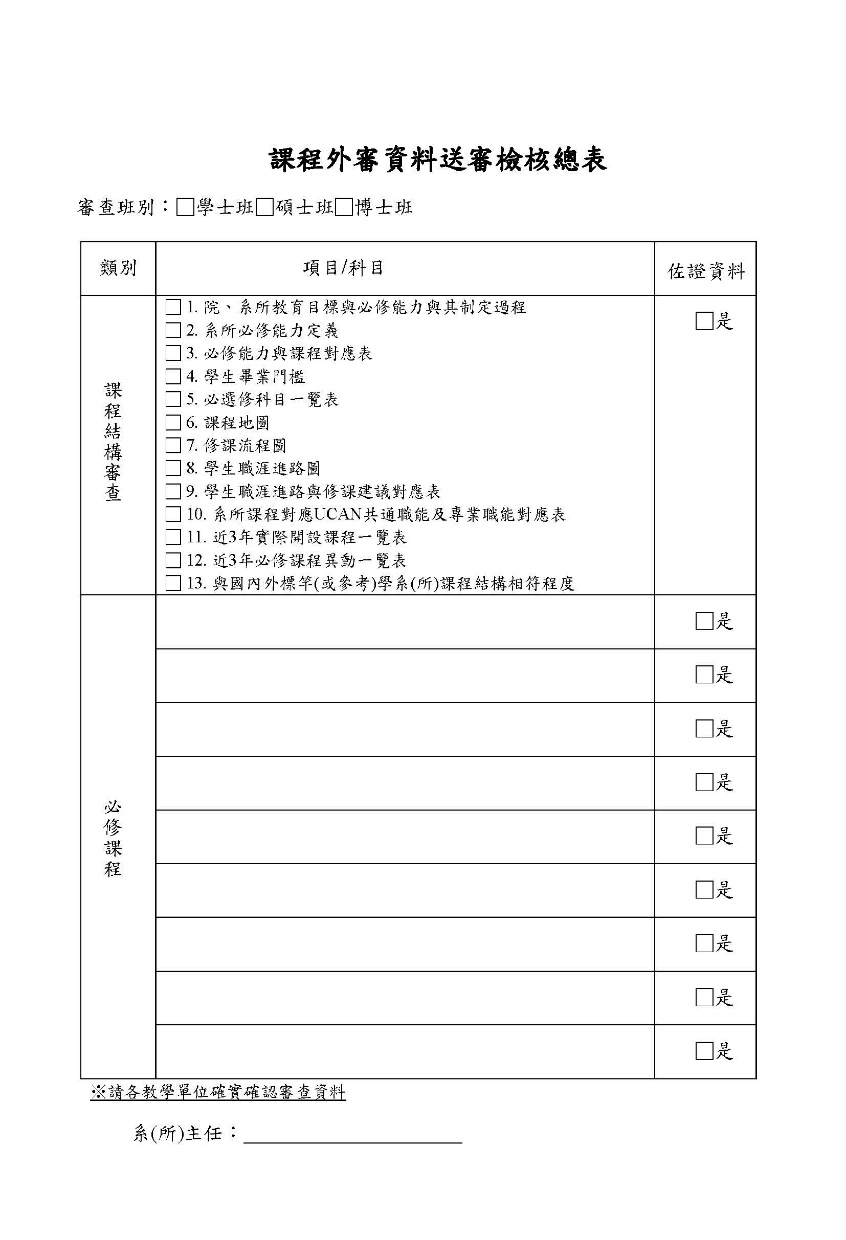 課程外審資料送審檢核總表
審查班別：□學士班□碩士班□博士班
類別 項目/科目 佐證資料
課程結構審查
□ 1. 院、系所教育目標與必修能力與其制定過程 □是
□ 2. 系所必修能力定義
□ 3. 必修能力與課程對應表
□ 4. 學生畢業門檻
□ 5. 必選修科目一覽表
□ 6. 課程地圖
□ 7. 修課流程圖
□ 8. 學生職涯進路圖
□ 9. 學生職涯進路與修課建議對應表
□ 10. 系所課程對應UCAN共通職能及專業職能對應表
□ 11. 近3年實際開設課程一覽表
□ 12. 近3年必修課程異動一覽表
□ 13. 與國內外標竿(或參考)學系(所)課程結構相符程度
必修課程
□是
□是
□是
□是
□是
□是
□是
□是
□是
※請各教學單位確實確認審查資料
系(所)主任：